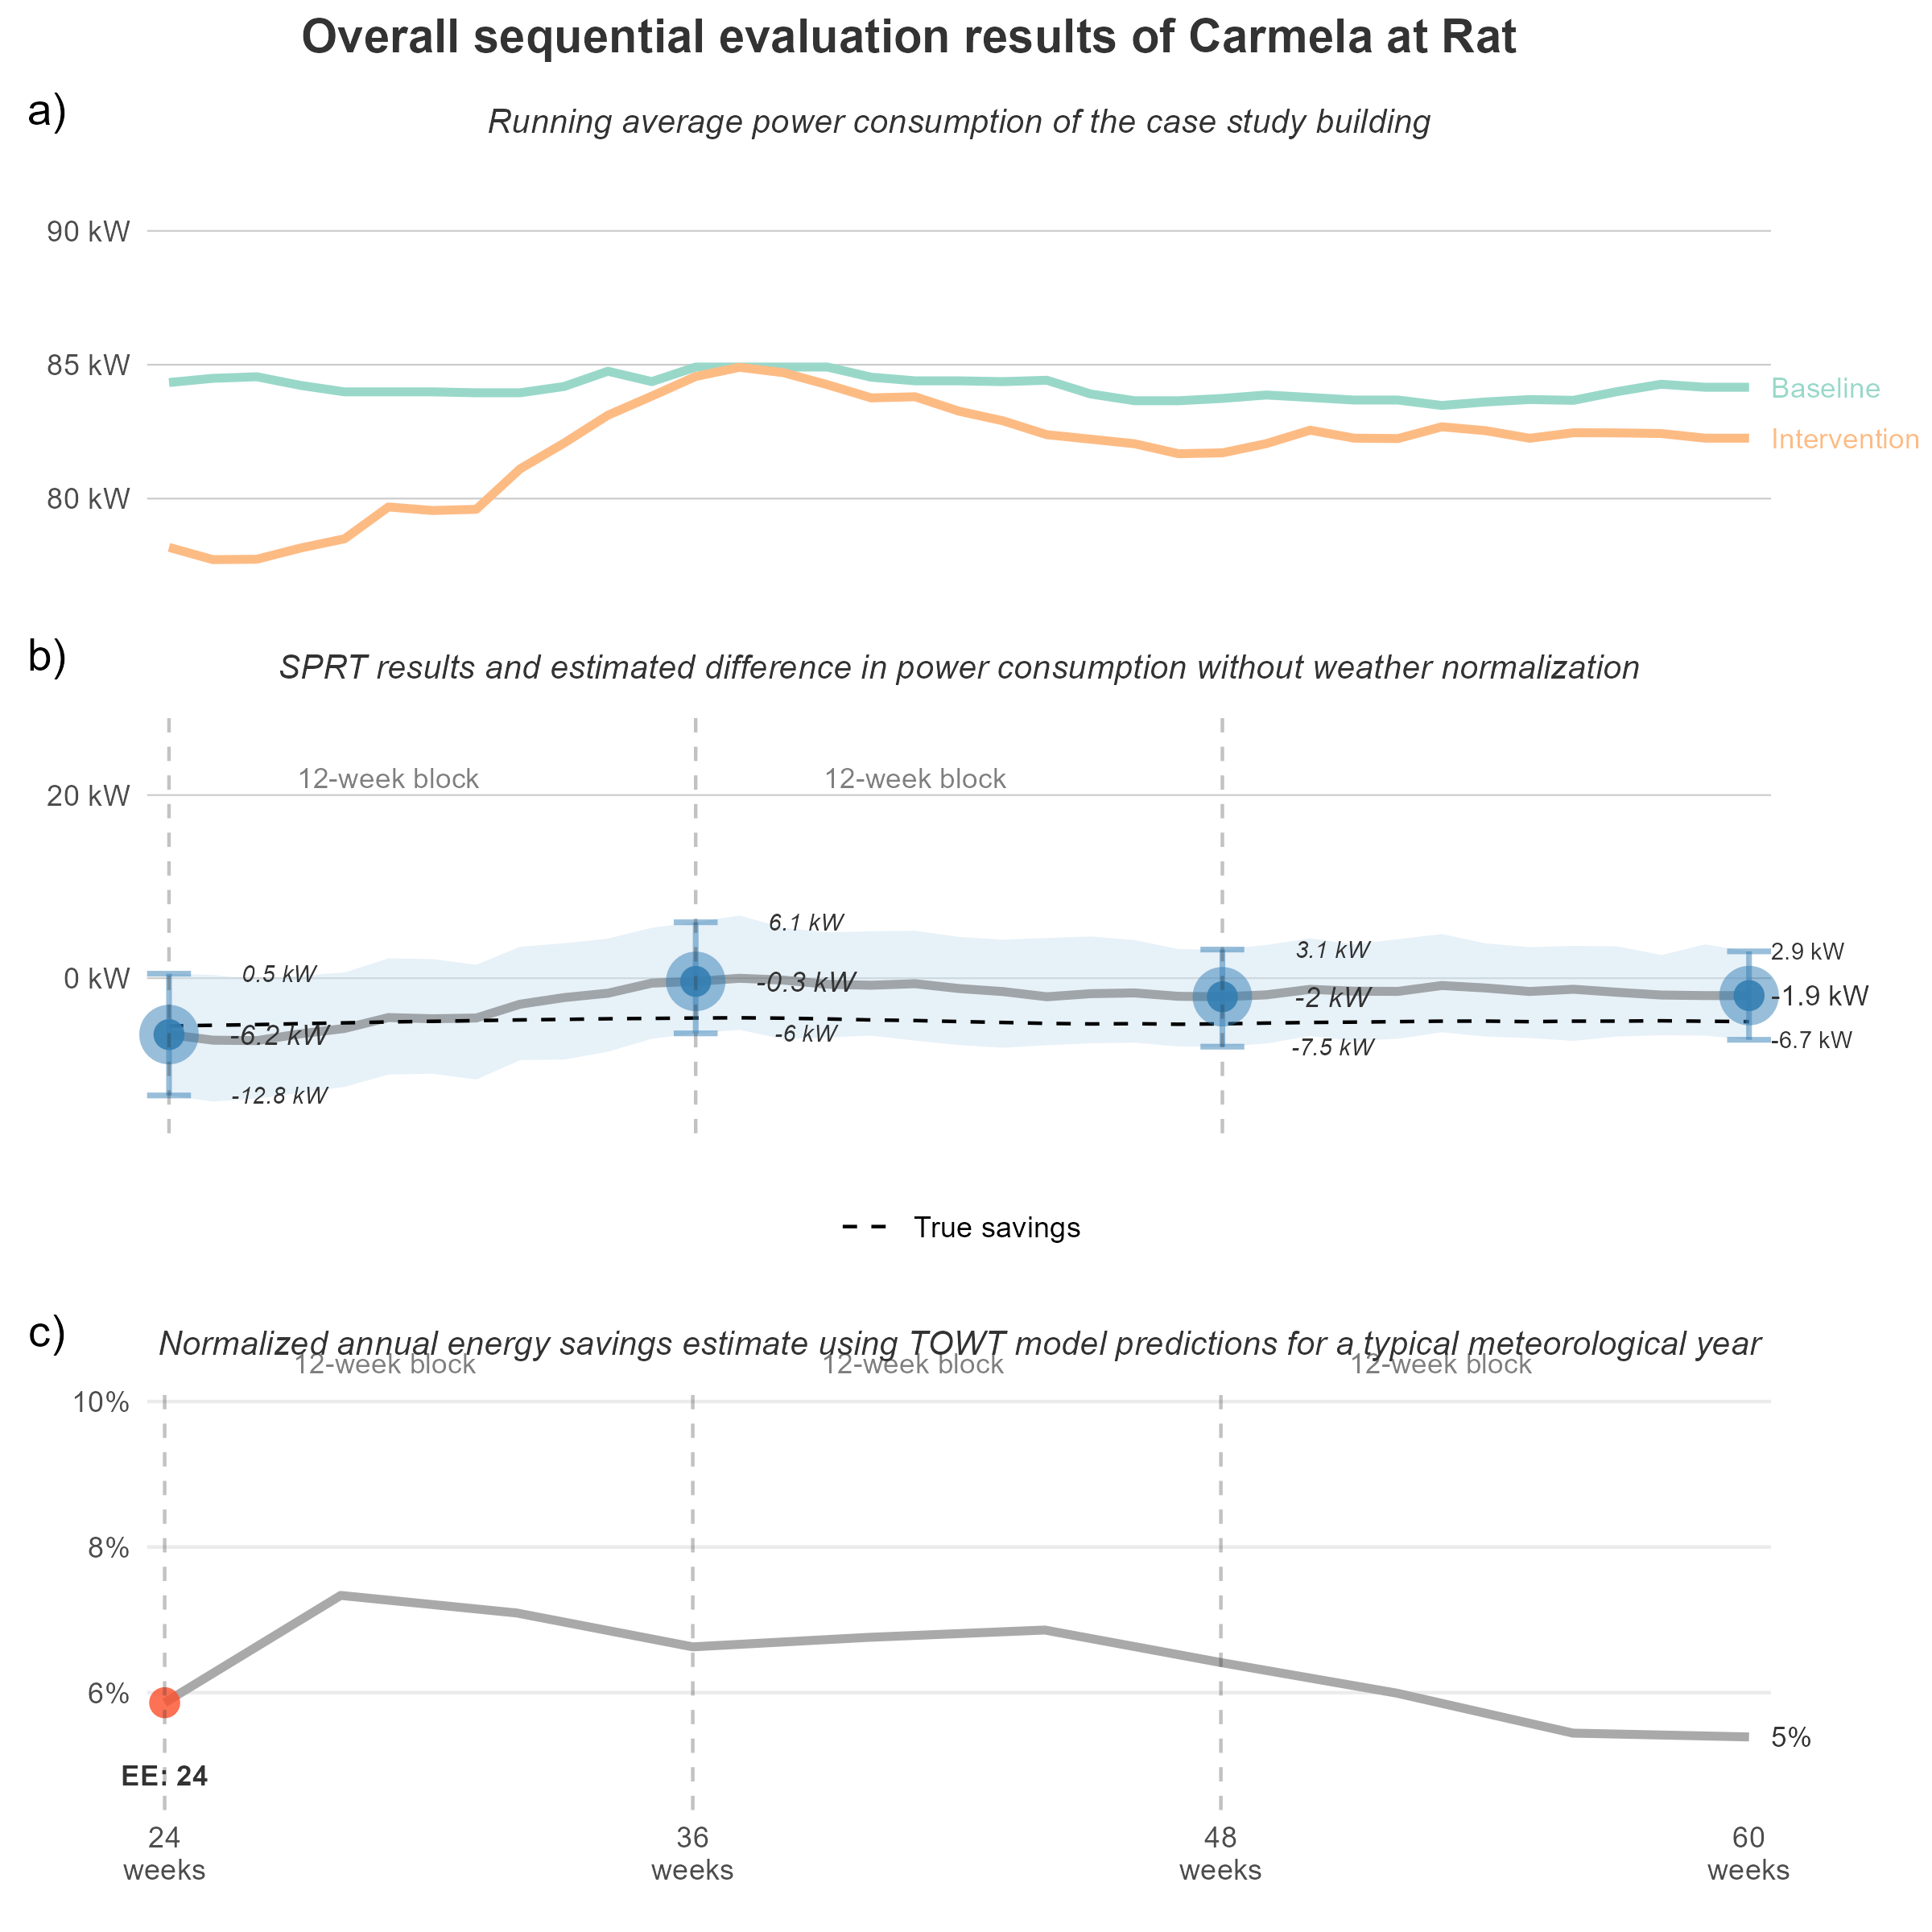 Overall sequential evaluation results of Carmela at Rat
a)
Running average power consumption of the case study building
90 kW
85 kW
80 kW
Baseline
Intervention
b)
SPRT results and estimated difference in power consumption without weather normalization
12-week block
12-week block
20 kW
0 kW
0.5 kW
-6.2 kW
-12.8 kW
6.1 kW
-0.3 kW
-6 kW
3.1 kW
-2 kW
-7.5 kW
2.9 kW
-1.9 kW
-6.7 kW
True savings
c)
Normalized annual energy savings estimate using TOWT model predictions for a typical meteorological year
12-week block
12-week block
12-week block
10%
8%
6%
5%
EE: 24
24
weeks
36
weeks
48
weeks
60
weeks